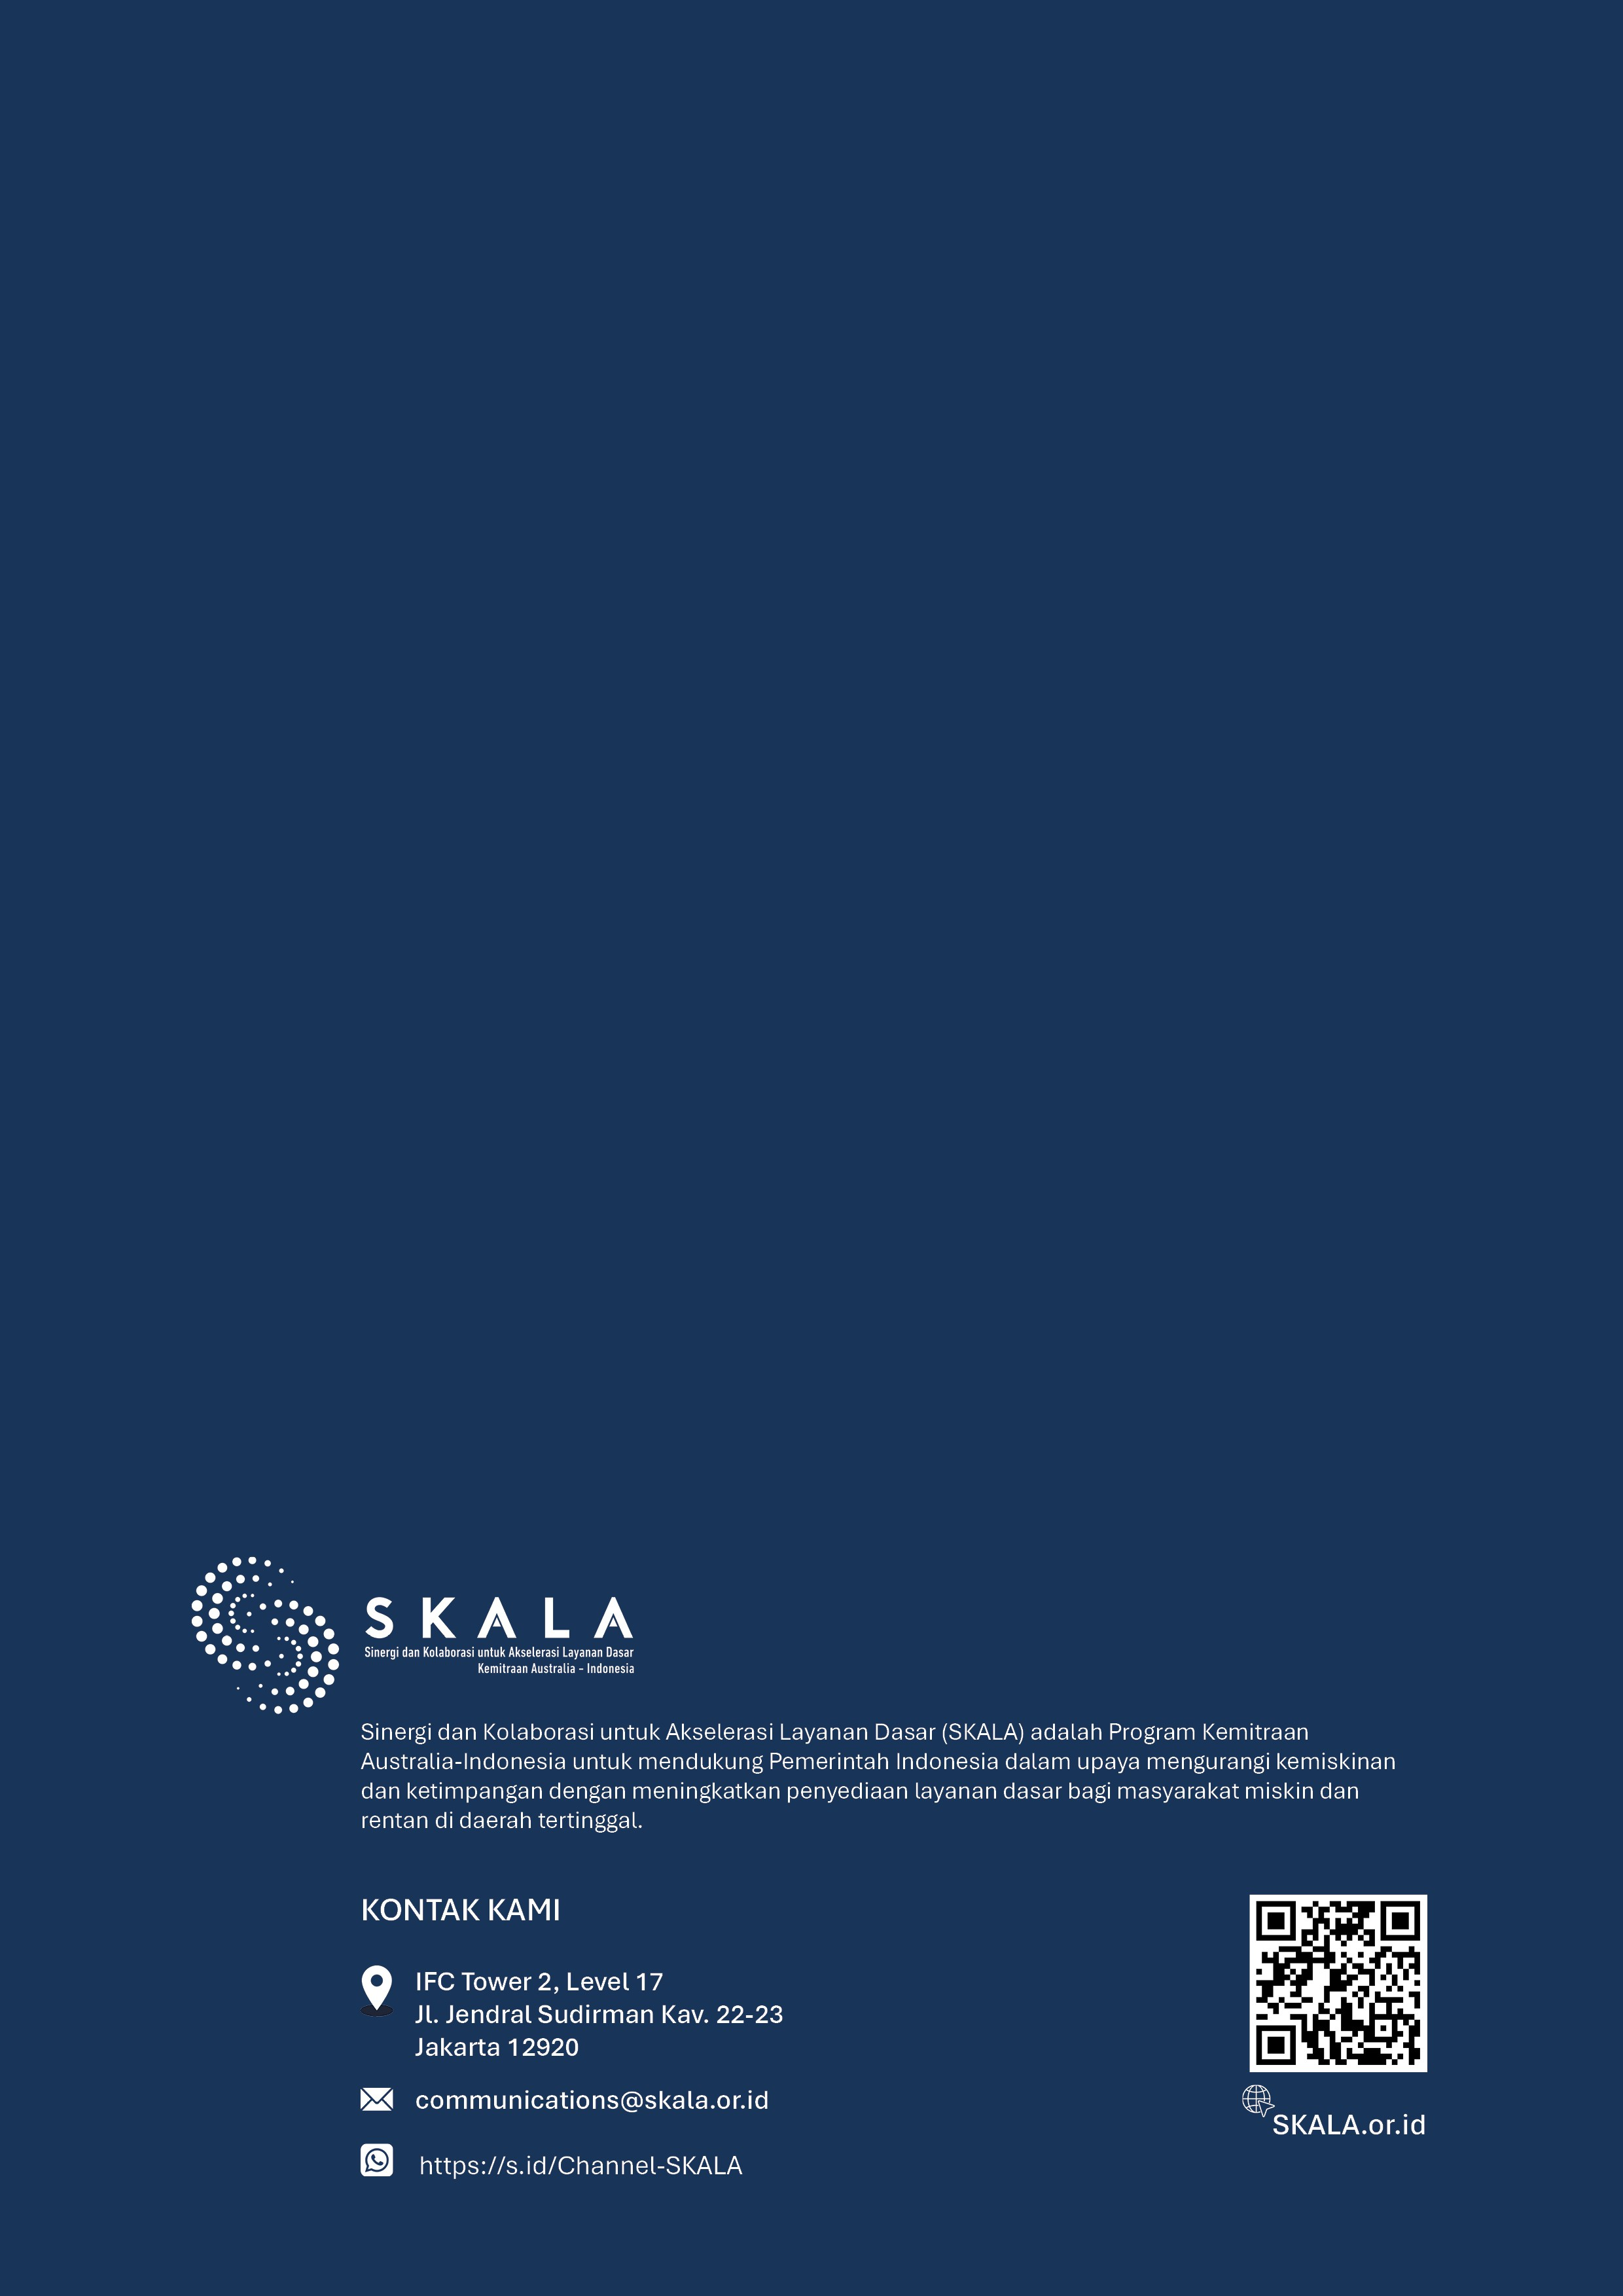 SKALA
Sinergi dan Kolaborasi untuk Akselerasi Layanan Dasar
Kemitraan Australia - Indonesia
Sinergi dan Kolaborasi untuk Akselerasi Layanan Dasar (SKALA) adalah Program Kemitraan
Australia-Indonesia untuk mendukung Pemerintah Indonesia dalam upaya mengurangi kemiskinan
dan ketimpangan dengan meningkatkan penyediaan layanan dasar bagi masyarakat miskin dan
rentan di daerah tertinggal.
KONTAK KAMI
IFC Tower 2, Level 17
Jl. Jendral Sudirman Kav. 22-23
Jakarta 12920
communications@skala.or.id
https://s.id/Channel-SKALA
SKALA.or.id